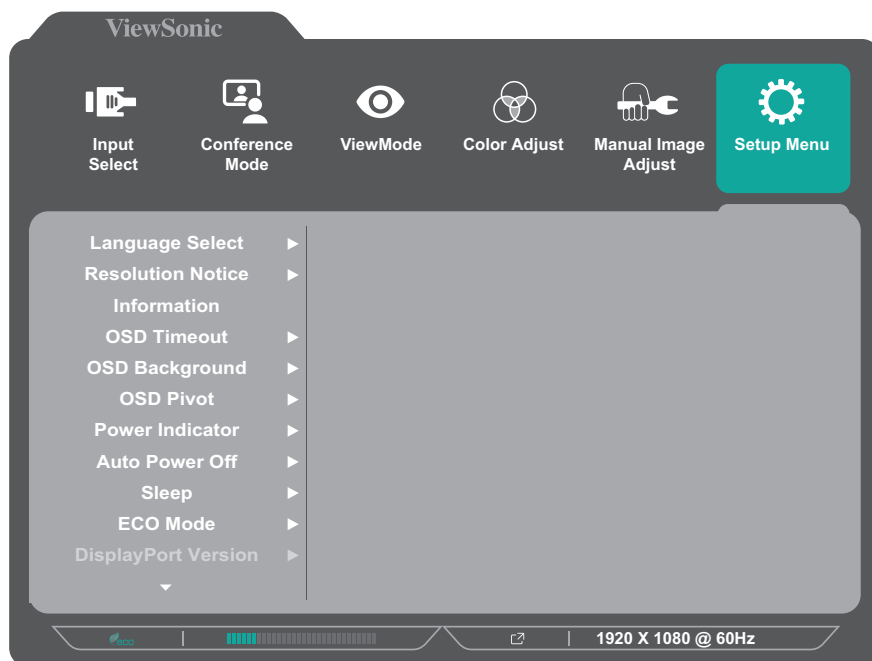 ViewSonic
Input
Select
Conference
Mode
ViewMode
Color Adjust
Manual Image
Adjust
Setup Menu
Language Select
Resolution Notice
Information
OSD Timeout
OSD Background
OSD Pivot
Power Indicator
Auto Power Off
Sleep
ECO Mode
DisplayPort Version
eco
1920 X 1080 @ 60Hz